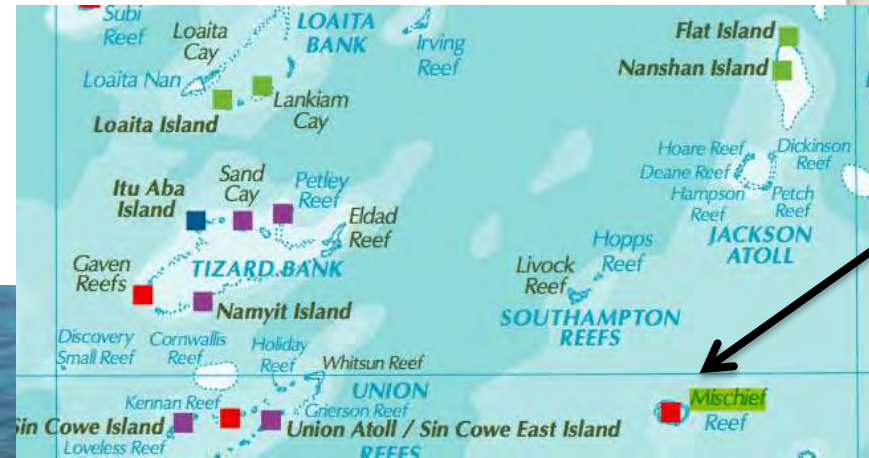 Subi
Reef
Loaita
Cay
LOAITA
BANK
Irving
Reef
Flat Island
Nanshan Island
Loaita Nan
Lankiam
Cay
Loaita Island
Hoare Reef
Dickinson
Reef
Deane Reef
Hampson
Reef
Petch
Reef
JACKSON
ATOLL
Itu Aba
Island
Sand
Cay
Petley
Reef
Eldad
Reef
Gaven
Reefs
TIZARD BANK
Namyit Island
Hopps
Reef
Livock
Reef
SOUTHAMPTON
REEFS
Discovery
Small Reef
Cornwallis
Reef
Holiday
Reef
Whitsun Reef
Kennan Reef
UNION
Grierson Reef
Sin Cowe Island
Union Atoll / Sin Cowe East Island
Loveless Reef
REEFS
Mischief
Reef